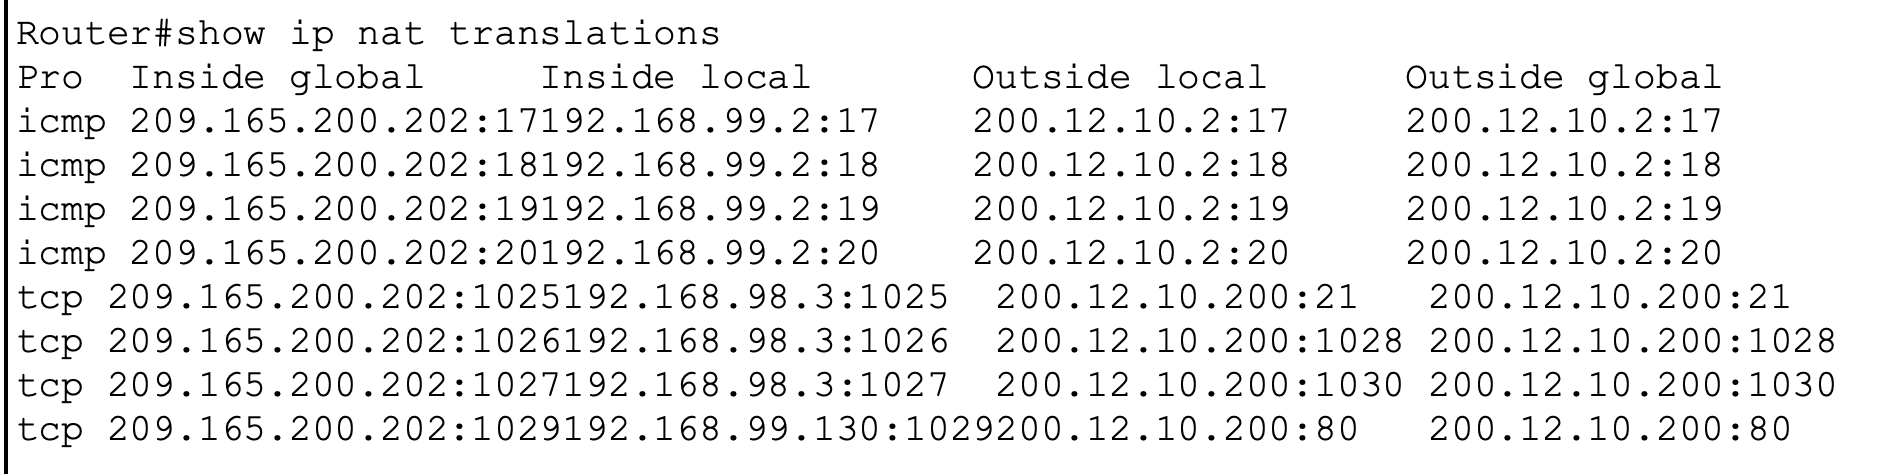 Router#show ip nat translations
Pro  Inside global     Inside local       Outside local      Outside global
icmp 209.165.200.202:17192.168.99.2:17    200.12.10.2:17     200.12.10.2:17
icmp 209.165.200.202:18192.168.99.2:18    200.12.10.2:18     200.12.10.2:18
icmp 209.165.200.202:19192.168.99.2:19    200.12.10.2:19     200.12.10.2:19
icmp 209.165.200.202:20192.168.99.2:20    200.12.10.2:20     200.12.10.2:20
tcp 209.165.200.202:1025192.168.98.3:1025  200.12.10.200:21   200.12.10.200:21
tcp 209.165.200.202:1026192.168.98.3:1026  200.12.10.200:1028 200.12.10.200:1028
tcp 209.165.200.202:1027192.168.98.3:1027  200.12.10.200:1030 200.12.10.200:1030
tcp 209.165.200.202:1029192.168.99.130:1029200.12.10.200:80   200.12.10.200:80